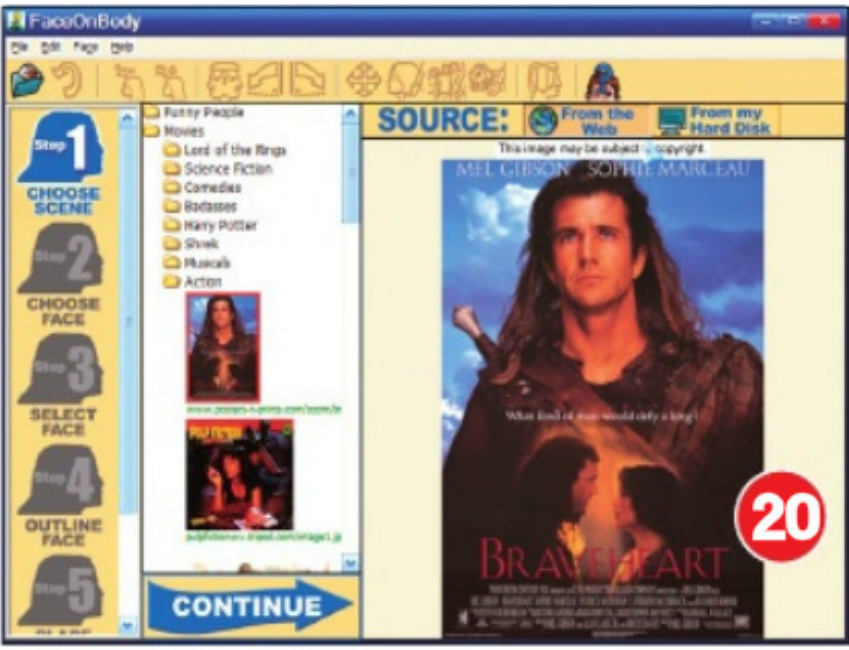 FaceOnBody
File Edit Page Help
Step 1
CHOOSE
SCENE
Step 2
CHOOSE
FACE
Step 3
SELECT
FACE
Step 4
OUTLINE
FACE
Step 5
Funny People
Movies
Lord of the Rings
Science Fiction
Comedies
Badasses
Harry Potter
Shrek
Musicals
Action
PULP FICTION
CONTINUE
SOURCE:
From the
Web
From my
Hard Disk
This image may be subject copyright.
MEL GIBSON SOPHIE MARCEAU
What kind of man would defy a king?
BRAVEHEART
20